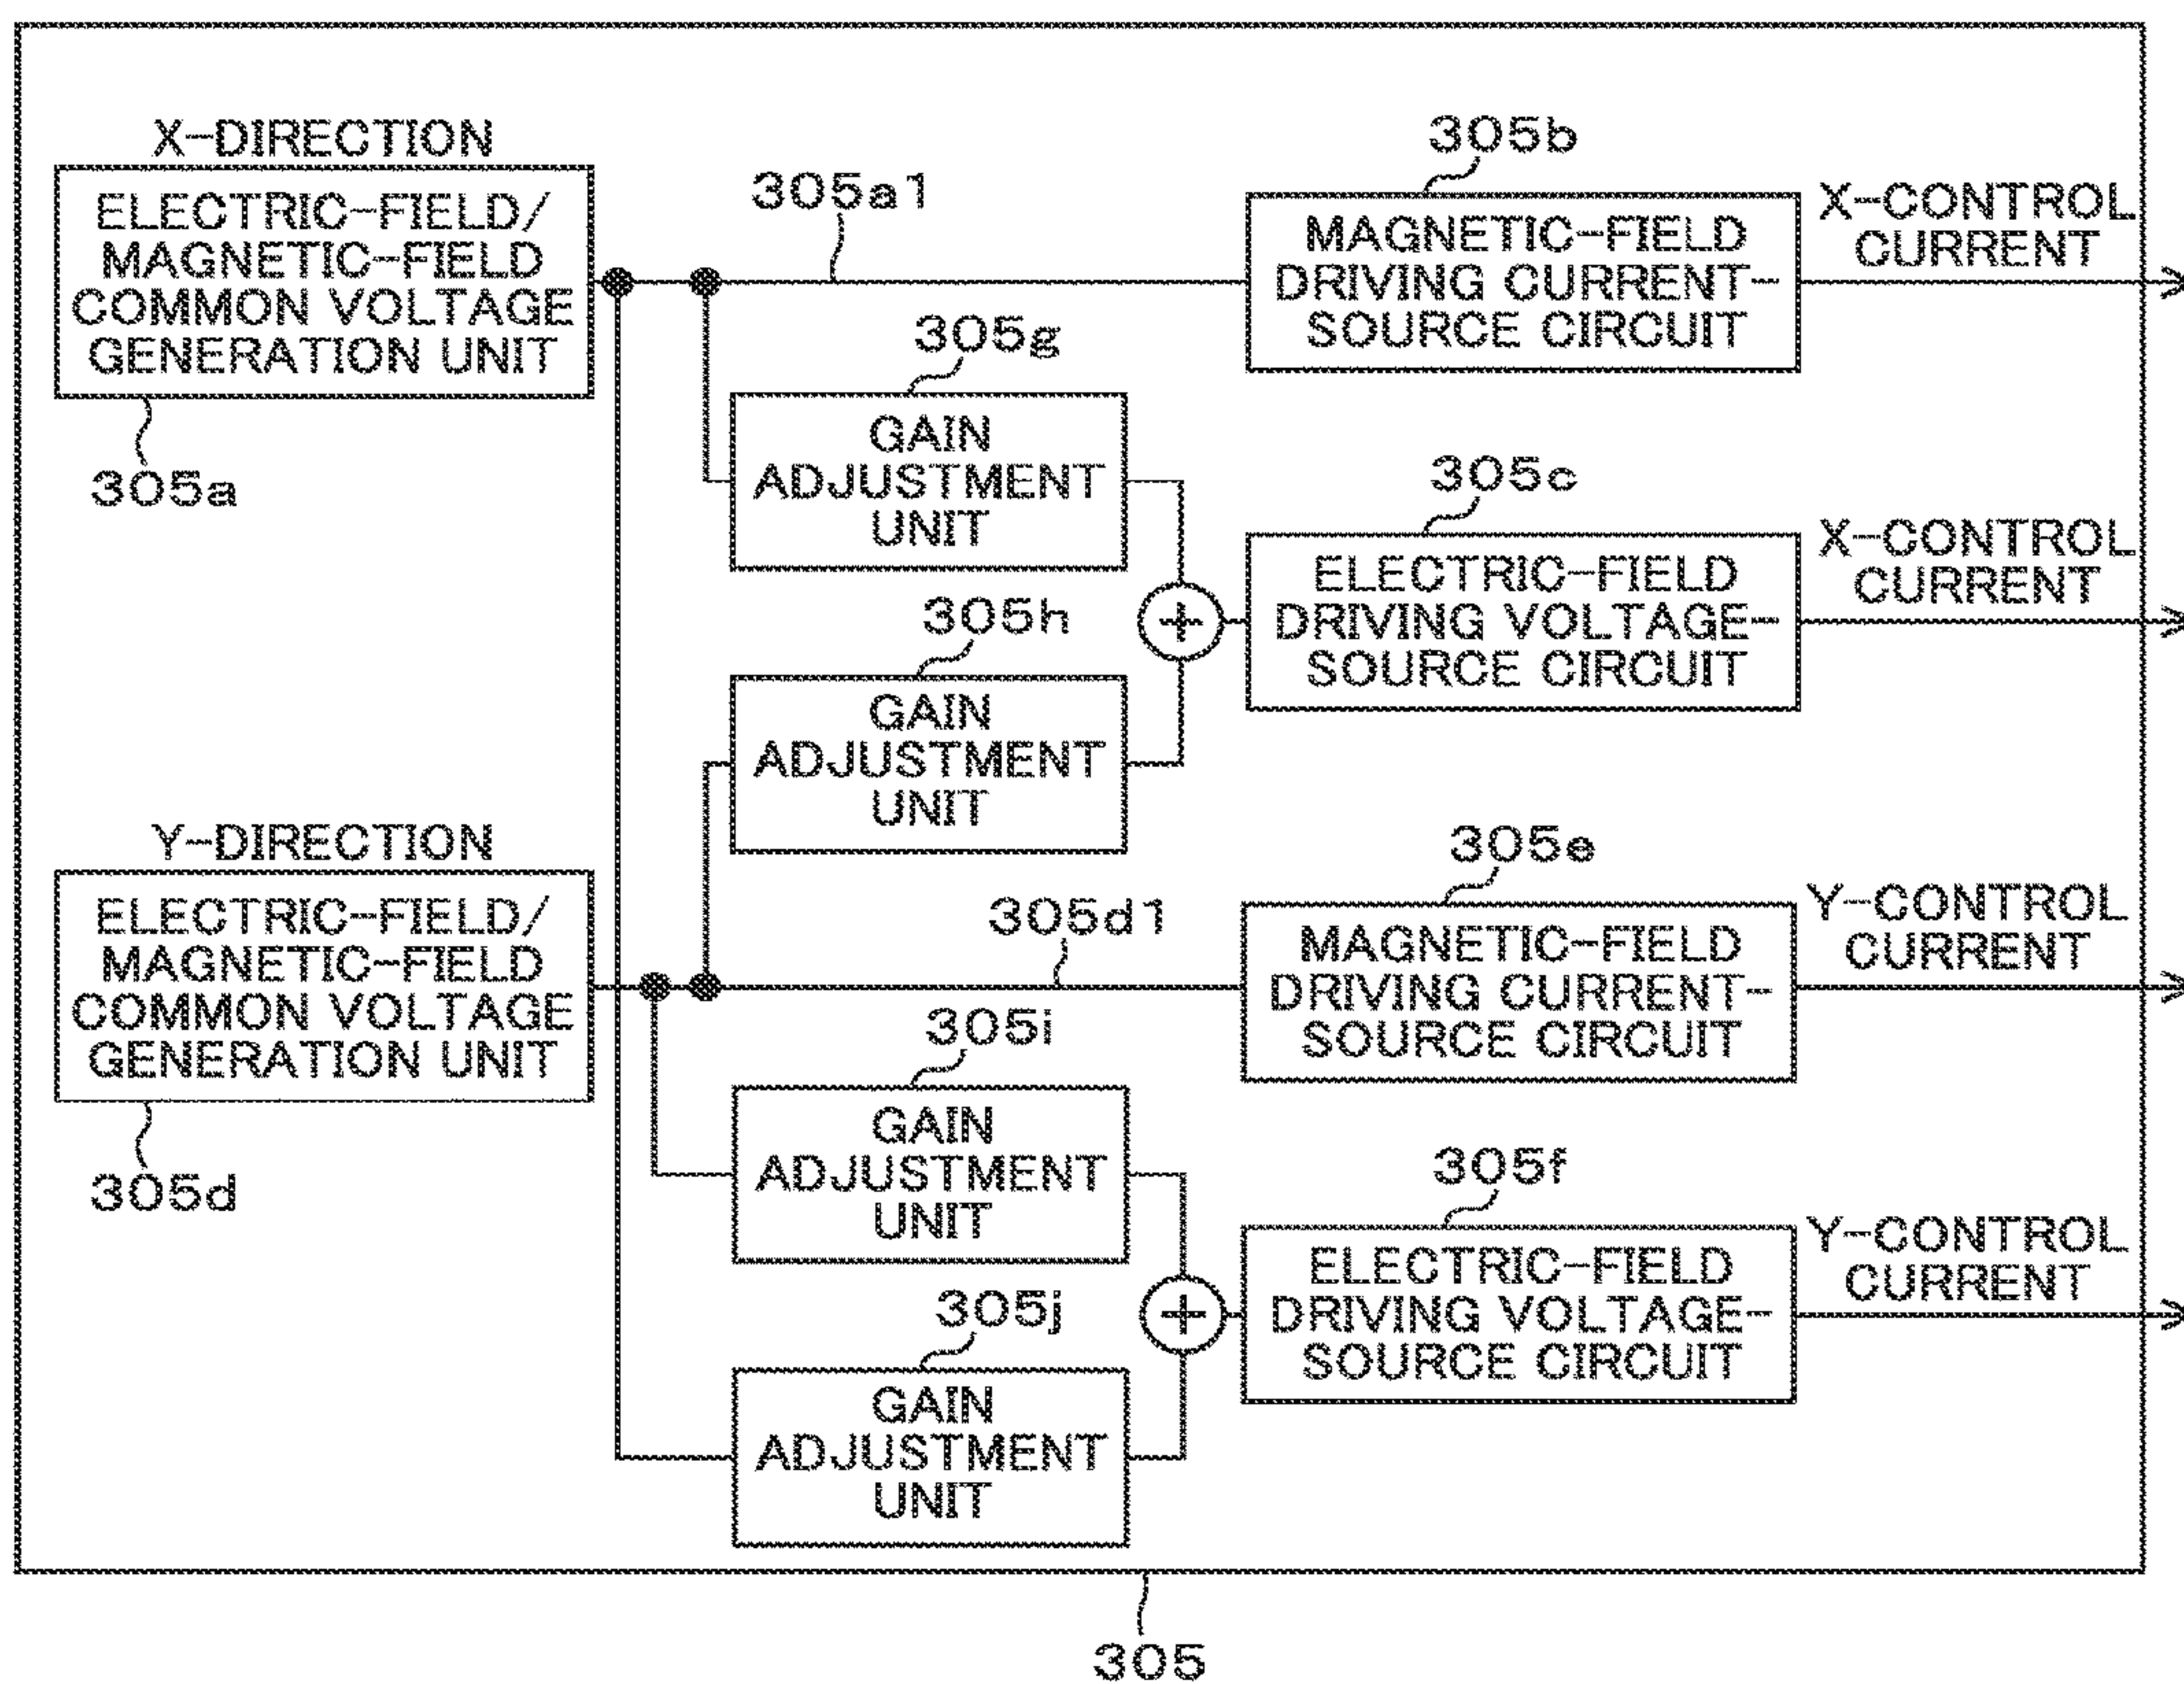 X-DIRECTION
ELECTRIC-FIELD/
MAGNETIC-FIELD
COMMON VOLTAGE
GENERATION UNIT
305a
305a1
305b
MAGNETIC-FIELD
DRIVING CURRENT-
SOURCE CIRCUIT
X-CONTROL
CURRENT
305g
GAIN
ADJUSTMENT
UNIT
305c
ELECTRIC-FIELD
DRIVING VOLTAGE-
SOURCE CIRCUIT
X-CONTROL
CURRENT
+
305h
GAIN
ADJUSTMENT
UNIT
Y-DIRECTION
ELECTRIC-FIELD/
MAGNETIC-FIELD
COMMON VOLTAGE
GENERATION UNIT
305d
305d1
305e
MAGNETIC-FIELD
DRIVING CURRENT-
SOURCE CIRCUIT
Y-CONTROL
CURRENT
305i
GAIN
ADJUSTMENT
UNIT
305f
ELECTRIC-FIELD
DRIVING VOLTAGE-
SOURCE CIRCUIT
Y-CONTROL
CURRENT
+
305j
GAIN
ADJUSTMENT
UNIT
305